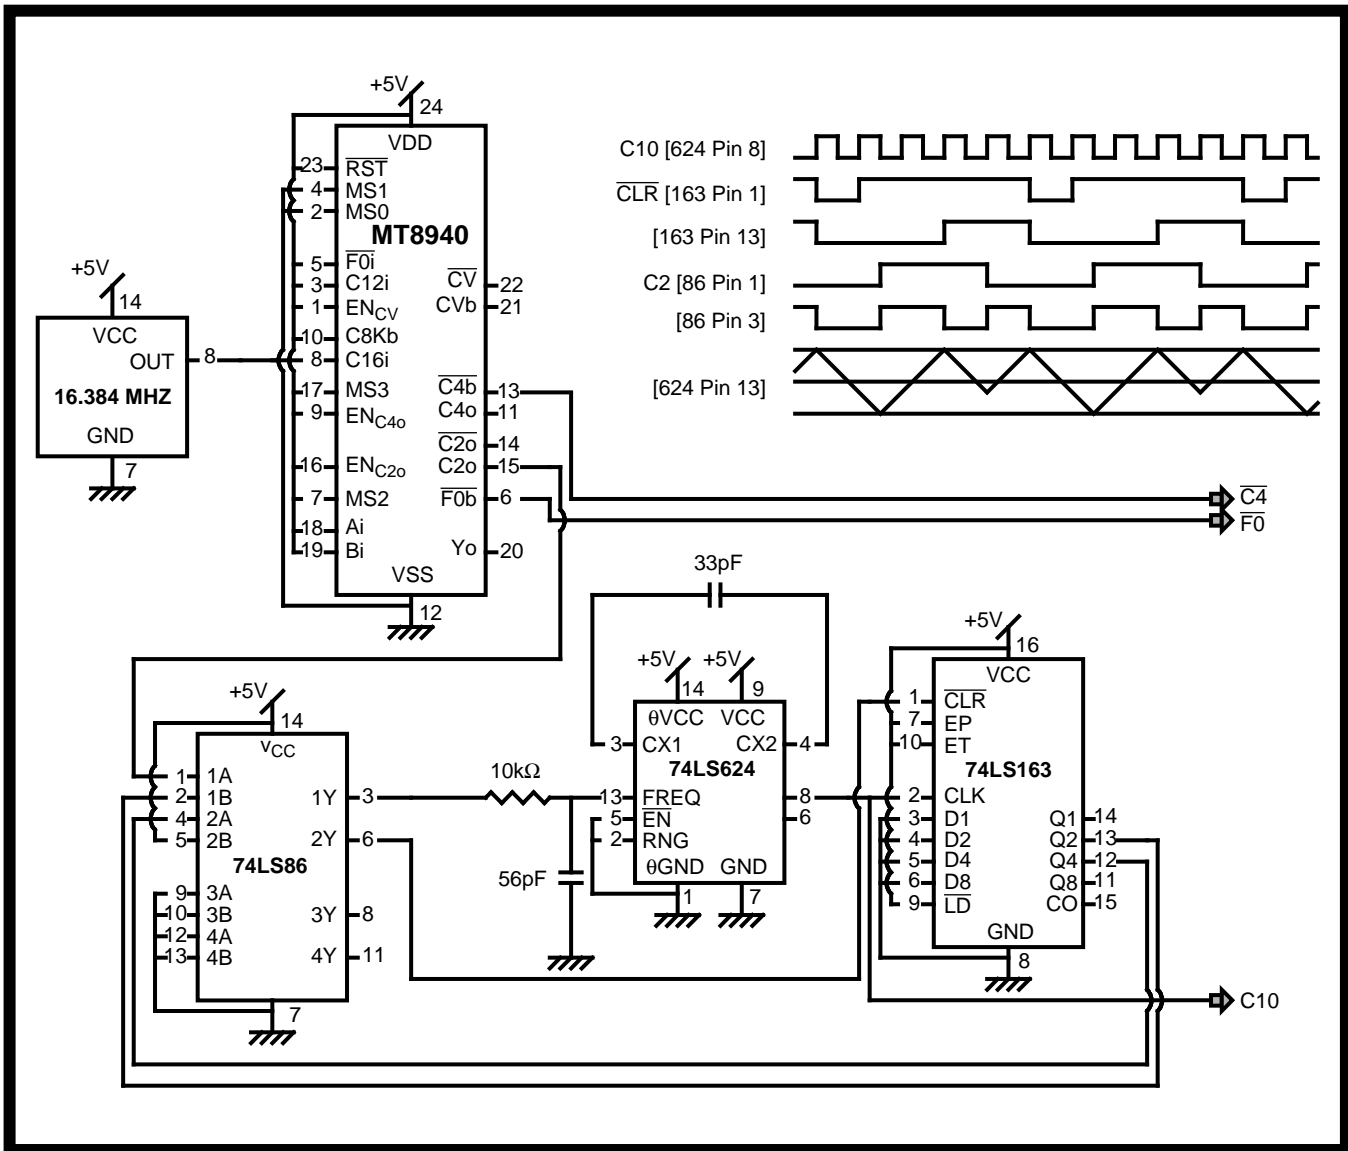 +5V
24
VDD
23 RST
4 MS1
2 MS0
MT8940
5 F0i
3 C12i
1 ENCV
10 C8Kb
8 C16i
17 MS3
9 ENC4o
16 ENC2o
7 MS2
18 Ai
19 Bi
CV 22
CVb 21
C4b 13
C4o 11
C2o 14
C2o 15
F0b 6
Yo 20
VSS
12
+5V
14
VCC
OUT 8
16.384 MHZ
GND
7
C10 [624 Pin 8]
CLR [163 Pin 1]
[163 Pin 13]
C2 [86 Pin 1]
[86 Pin 3]
[624 Pin 13]
C4
F0
33pF
+5V
14
VCC
1 1A
2 1B
4 2A
5 2B
74LS86
9 3A
10 3B
12 4A
13 4B
1Y 3
2Y 6
3Y 8
4Y 11
7
10kΩ
56pF
+5V +5V
14 9
θVCC VCC
3 CX1 CX2 4
74LS624
13 FREQ 8
5 EN 6
2 RNG
θGND GND
1 7
+5V
16
VCC
1 CLR
7 EP
10 ET
74LS163
2 CLK
3 D1
4 D2
5 D4
6 D8
9 LD
Q1 14
Q2 13
Q4 12
Q8 11
CO 15
GND
8
C10